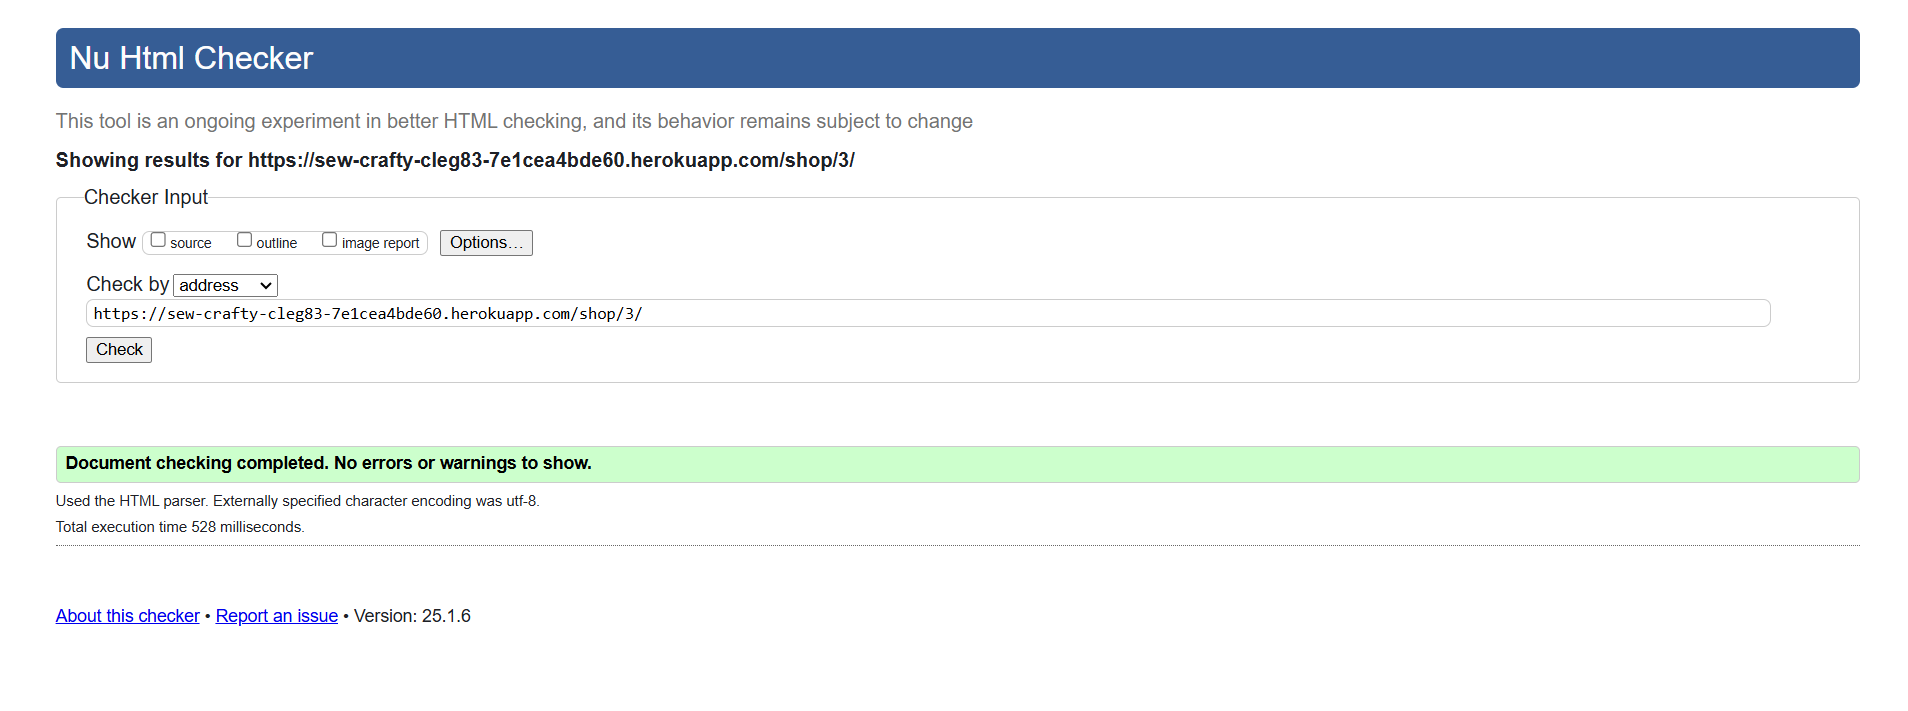 Nu Html Checker
This tool is an ongoing experiment in better HTML checking, and its behavior remains subject to change
Showing results for https://sew-crafty-cleg83-7e1cea4bde60.herokuapp.com/shop/3/
Checker Input
Show source outline image report Options...
Check by address
https://sew-crafty-cleg83-7e1cea4bde60.herokuapp.com/shop/3/
Check
Document checking completed. No errors or warnings to show.
Used the HTML parser. Externally specified character encoding was utf-8.
Total execution time 528 milliseconds.
About this checker • Report an issue • Version: 25.1.6